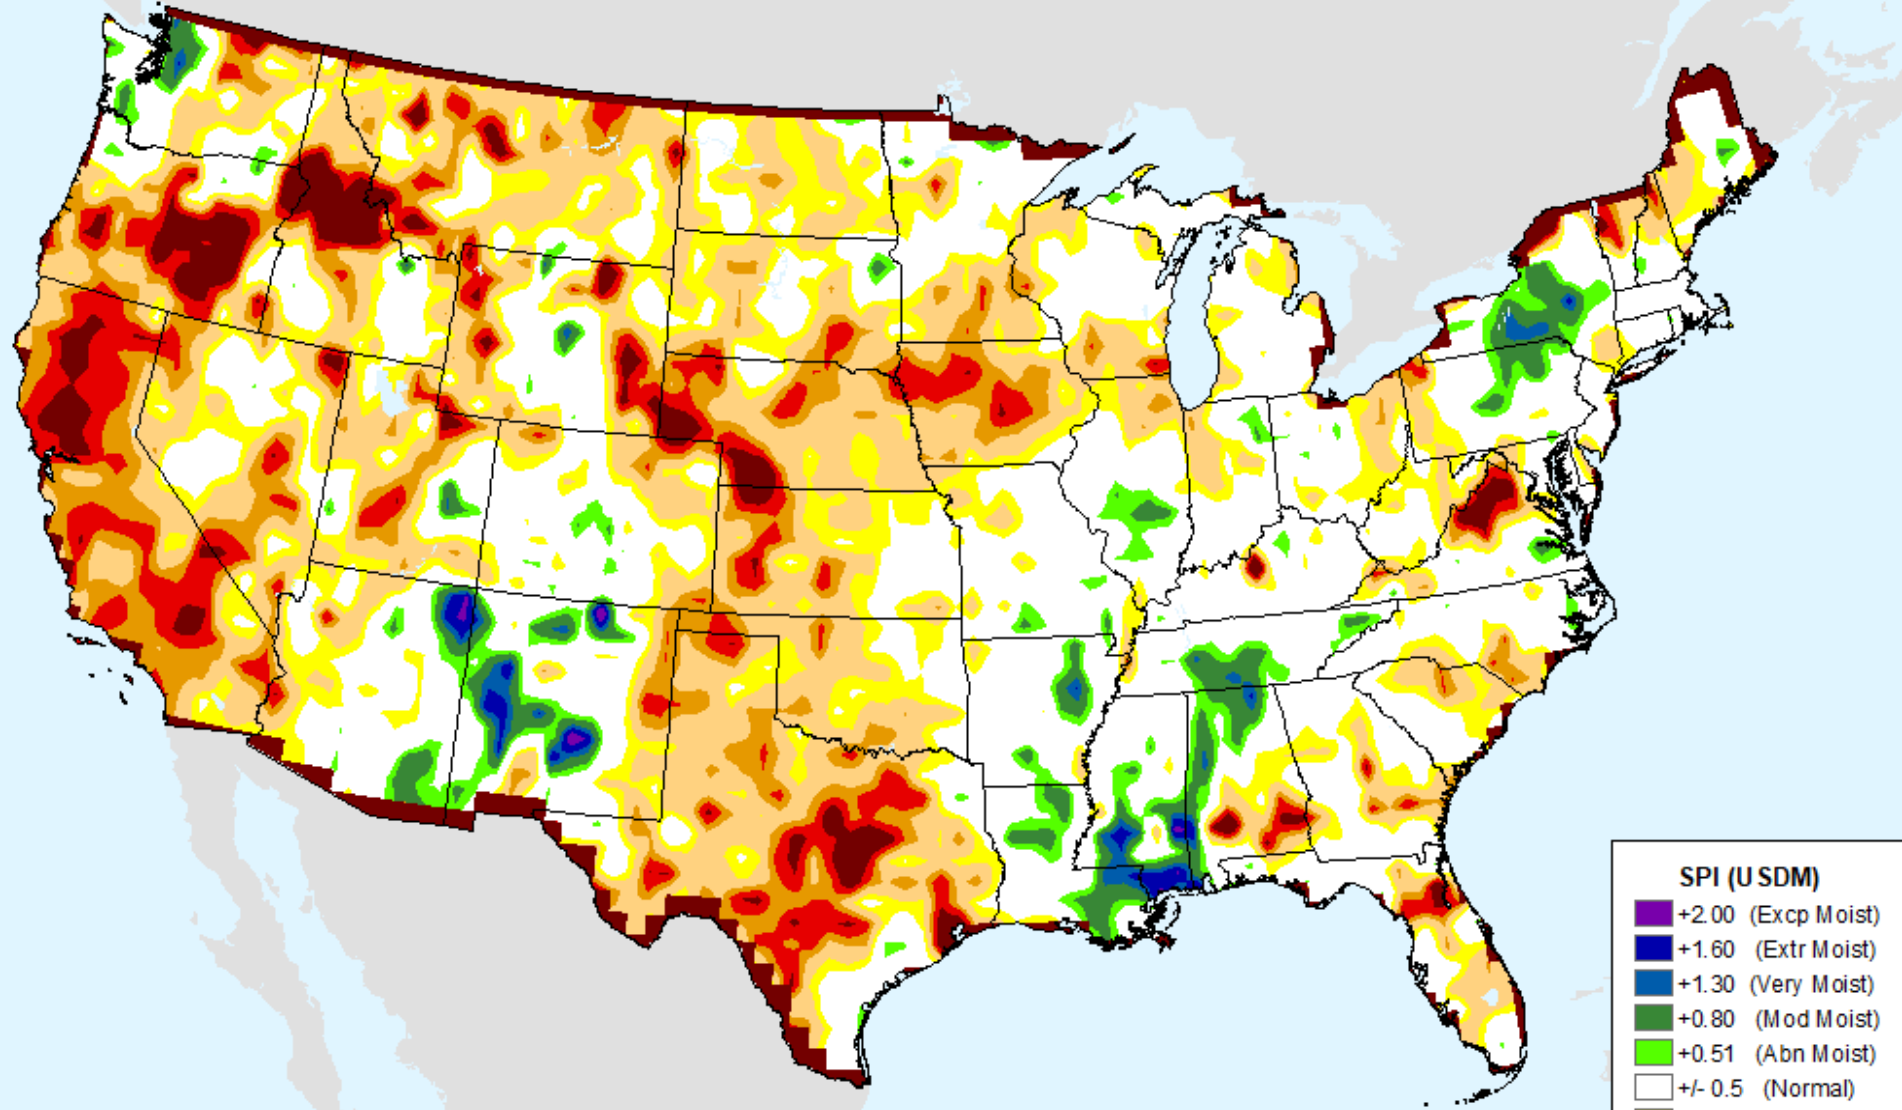 SPI (USDM)
+2.00 (Excp Moist)
+1.60 (Extr Moist)
+1.30 (Very Moist)
+0.80 (Mod Moist)
+0.51 (Abn Moist)
+/- 0.5 (Normal)